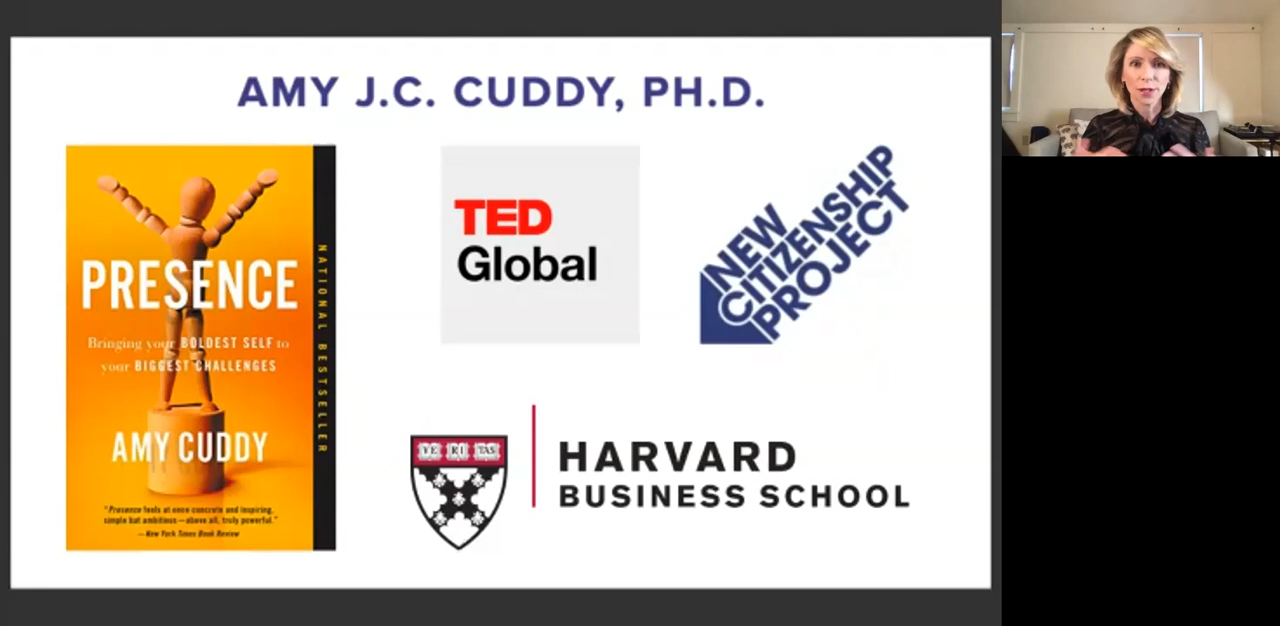 AMY J.C. CUDDY, PH.D.
PRESENCE
Bringing your BOLDEST SELF to
your BIGGEST CHALLENGES
AMY CUDDY
"Presence feels at once concrete and inspiring,
simple but ambitious—above all, truly powerful."
—New York Times Book Review
NATIONAL BESTSELLER
TED
Global
NEW
CITIZENSHIP
PROJECT
VE RI TAS
HARVARD
BUSINESS SCHOOL